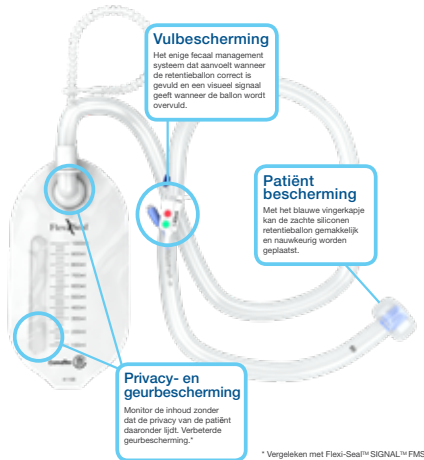 Vulbescherming
Het enige fecaal management
systeem dat aanvoelt wanneer
de retentieballon correct is
gevuld en een visueel signaal
geeft wanneer de ballon wordt
overvuld.
Patiënt
bescherming
Met het blauwe vingerkapje
kan de zachte siliconen
retentieballon gemakkelijk
en nauwkeurig worden
geplaatst.
Flexi Seal
ConvaTec
Privacy- en
geurbescherming
Monitor de inhoud zonder
dat de privacy van de patiënt
daaronder lijdt. Verbeterde
geurbescherming.*
* Vergeleken met Flexi-Seal™ SIGNAL™ FMS